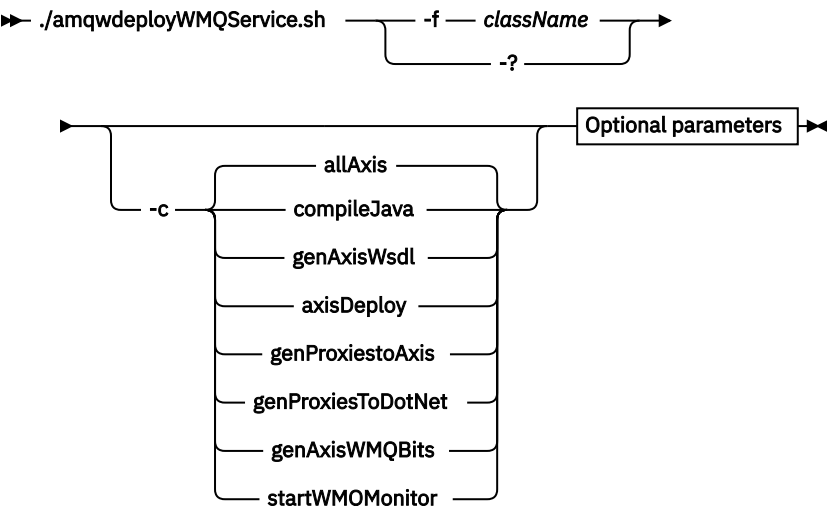 ./amqwdeployWMQService.sh -f className
-?
Optional parameters
allAxis
-c compileJava
genAxisWsdl
axisDeploy
genProxiestoAxis
genProxiesToDotNet
genAxisWMQBits
startWMOMonitor